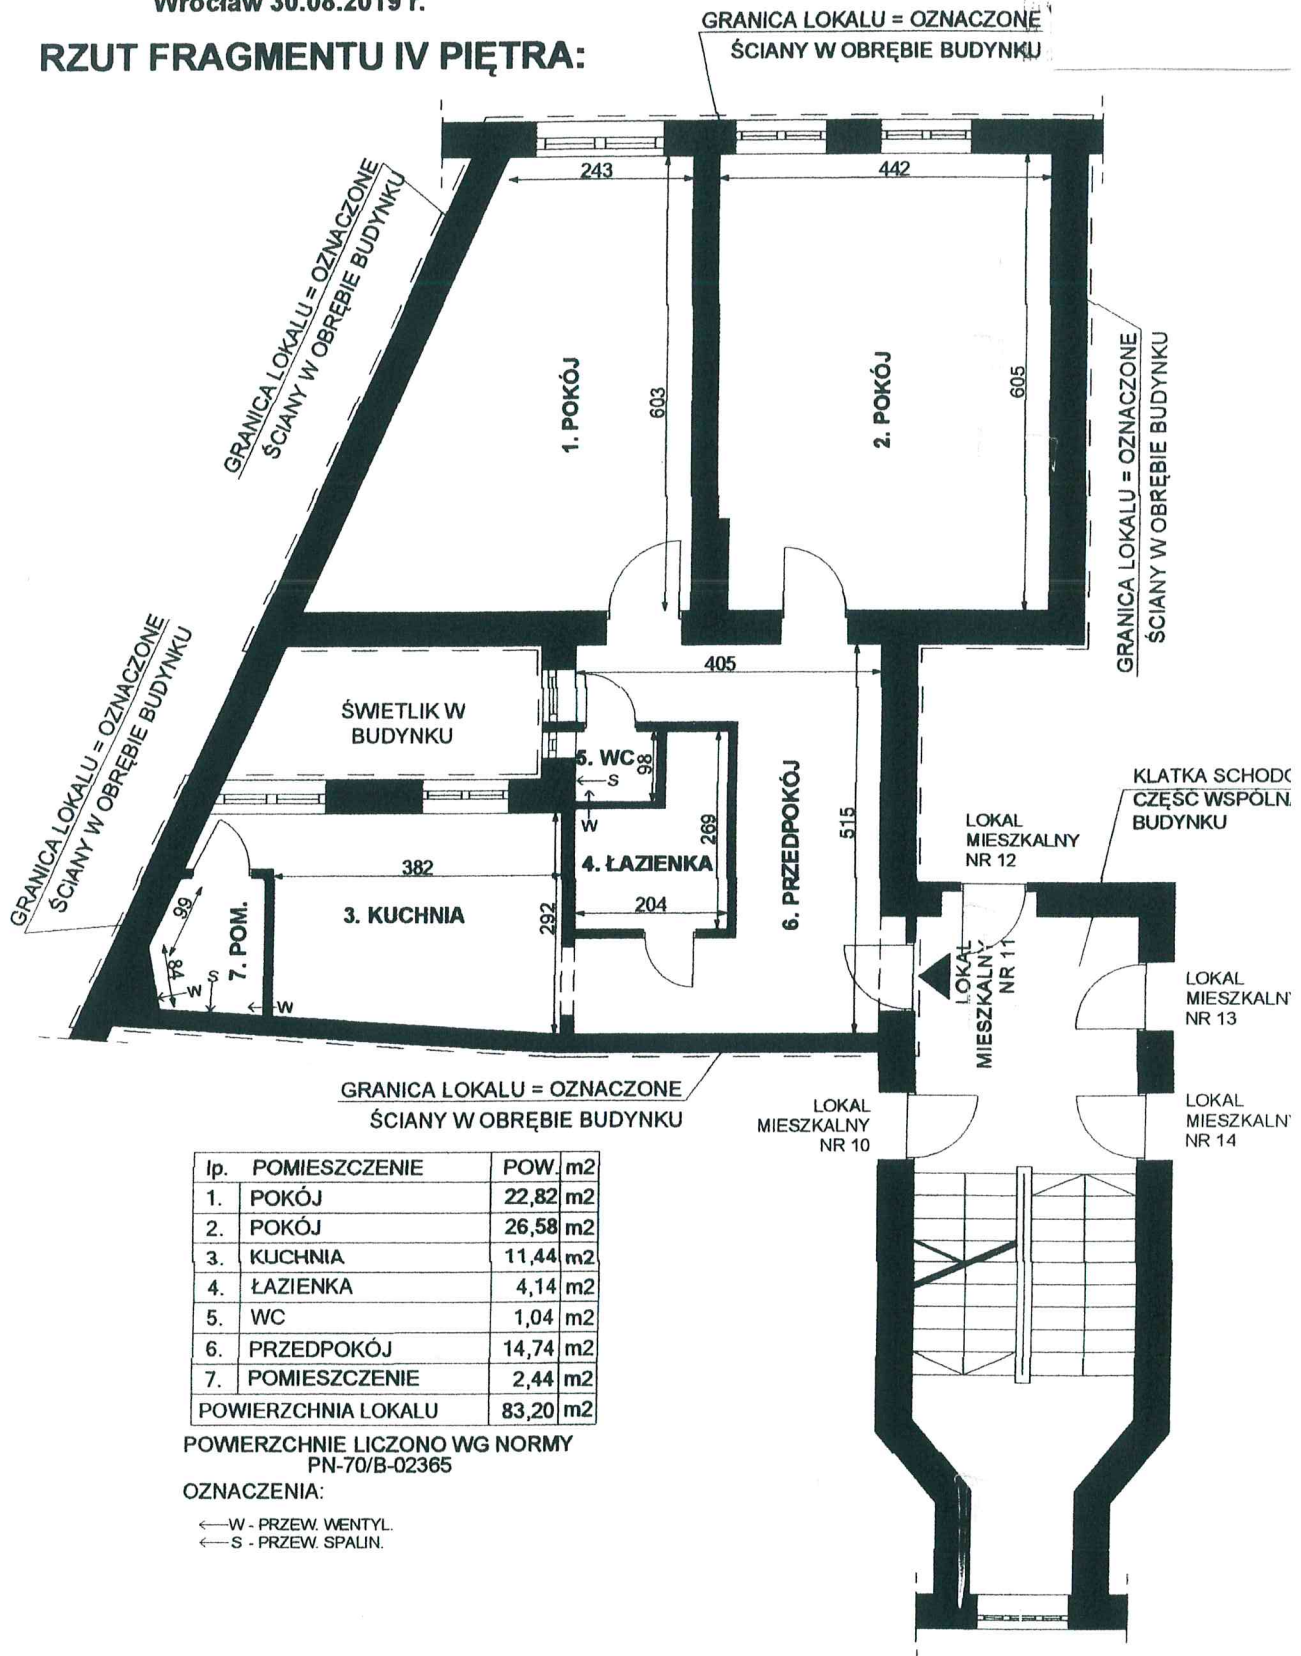 Wrocław 30.08.2019 r.
RZUT FRAGMENTU IV PIĘTRA:
GRANICA LOKALU = OZNACZONE
ŚCIANY W OBRĘBIE BUDYNKU
243
442
GRANICA LOKALU = OZNACZONE
ŚCIANY W OBRĘBIE BUDYNKU
1. POKÓJ
603
2. POKÓJ
605
GRANICA LOKALU = OZNACZONE
ŚCIANY W OBRĘBIE BUDYNKU
GRANICA LOKALU = OZNACZONE
ŚCIANY W OBRĘBIE BUDYNKU
405
ŚWIETLIK W
BUDYNKU
5. WC
98
S
W
269
4. ŁAZIENKA
204
6. PRZEDPOKÓJ
515
382
3. KUCHNIA
292
7. POM.
99
84
S
W
W
KLATKA SCHODO
CZĘŚĆ WSPÓLNA
BUDYNKU
LOKAL
MIESZKALNY
NR 12
LOKAL
MIESZKALNY
NR 11
LOKAL
MIESZKALNY
NR 13
LOKAL
MIESZKALNY
NR 10
LOKAL
MIESZKALNY
NR 14
GRANICA LOKALU = OZNACZONE
ŚCIANY W OBRĘBIE BUDYNKU
lp. POMIESZCZENIE POW. m2
1. POKÓJ 22,82 m2
2. POKÓJ 26,58 m2
3. KUCHNIA 11,44 m2
4. ŁAZIENKA 4,14 m2
5. WC 1,04 m2
6. PRZEDPOKÓJ 14,74 m2
7. POMIESZCZENIE 2,44 m2
POWIERZCHNIA LOKALU 83,20 m2
POWIERZCHNIE LICZONO WG NORMY
PN-70/B-02365
OZNACZENIA:
W - PRZEW. WENTYL.
S - PRZEW. SPALIN.